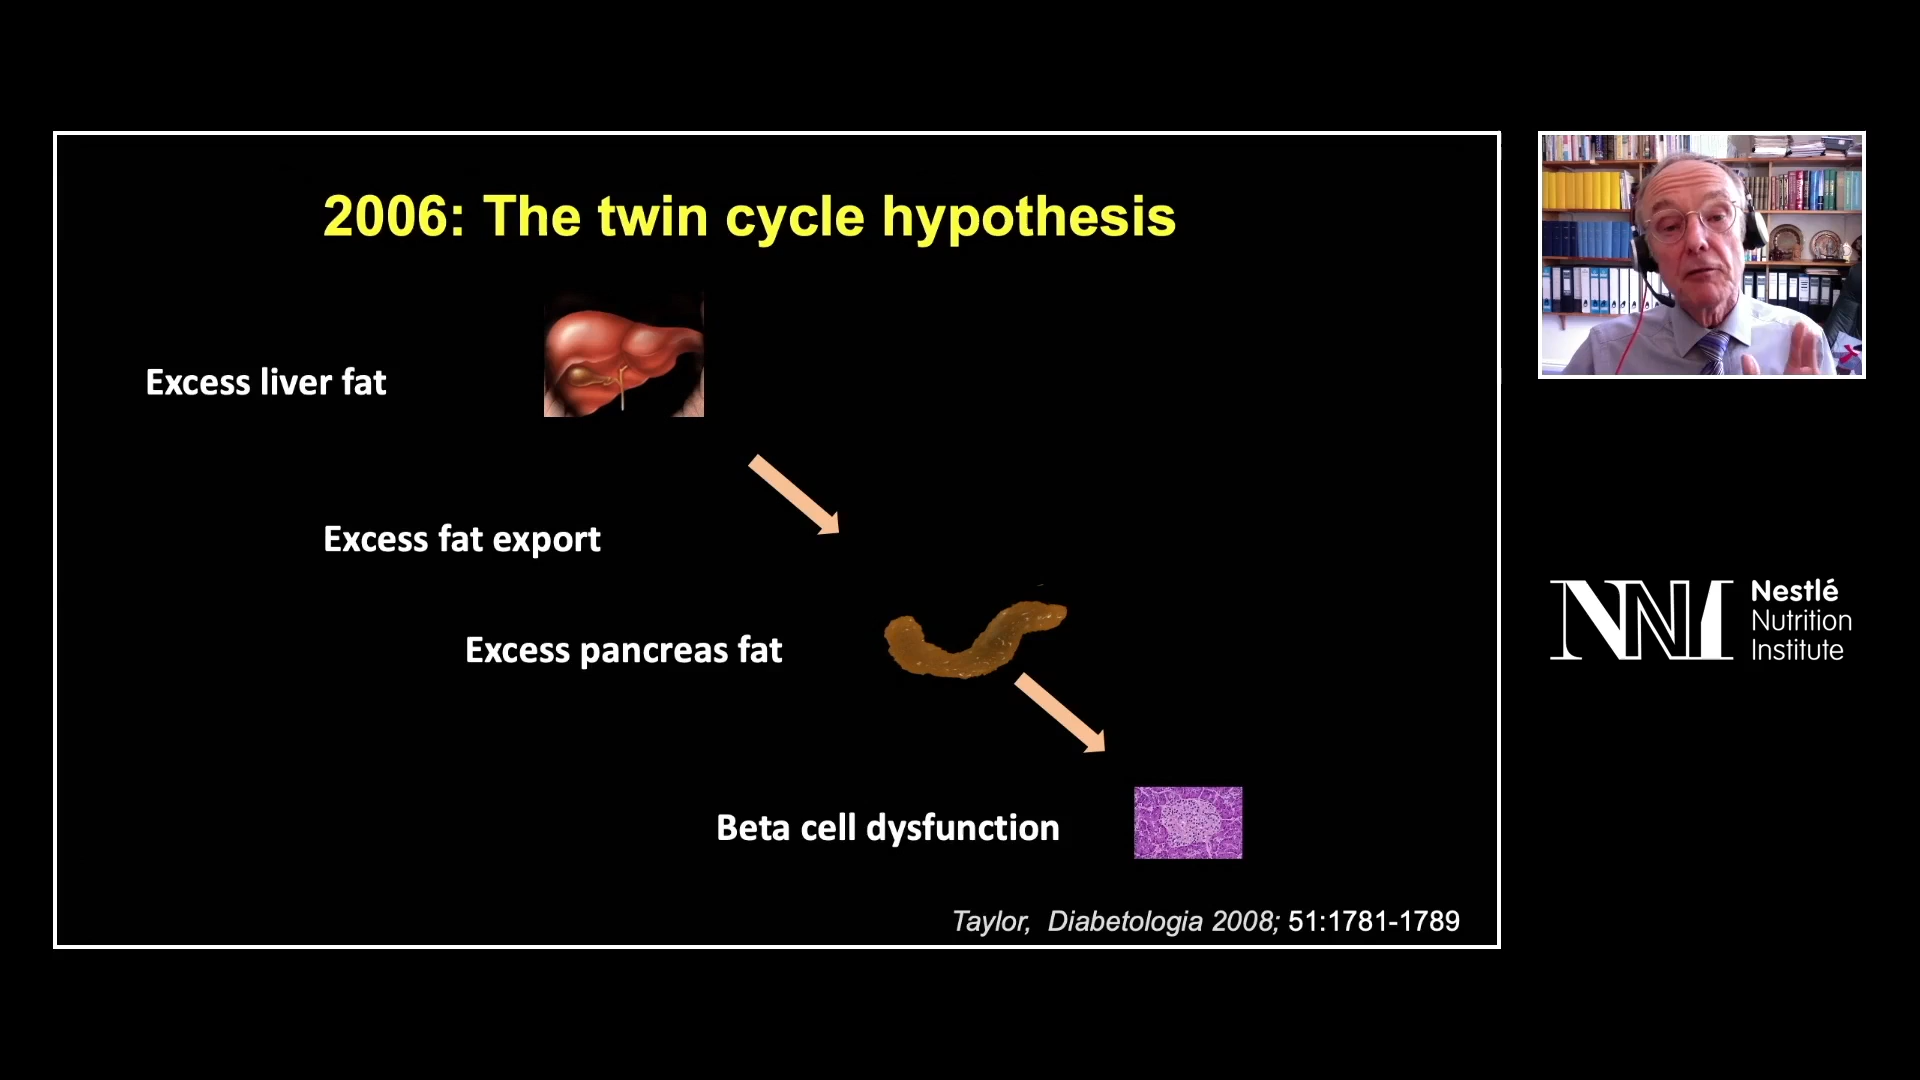 2006: The twin cycle hypothesis
Excess liver fat
Excess fat export
Excess pancreas fat
Beta cell dysfunction
Taylor, Diabetologia 2008; 51:1781-1789
NNI
Nestlé
Nutrition
Institute